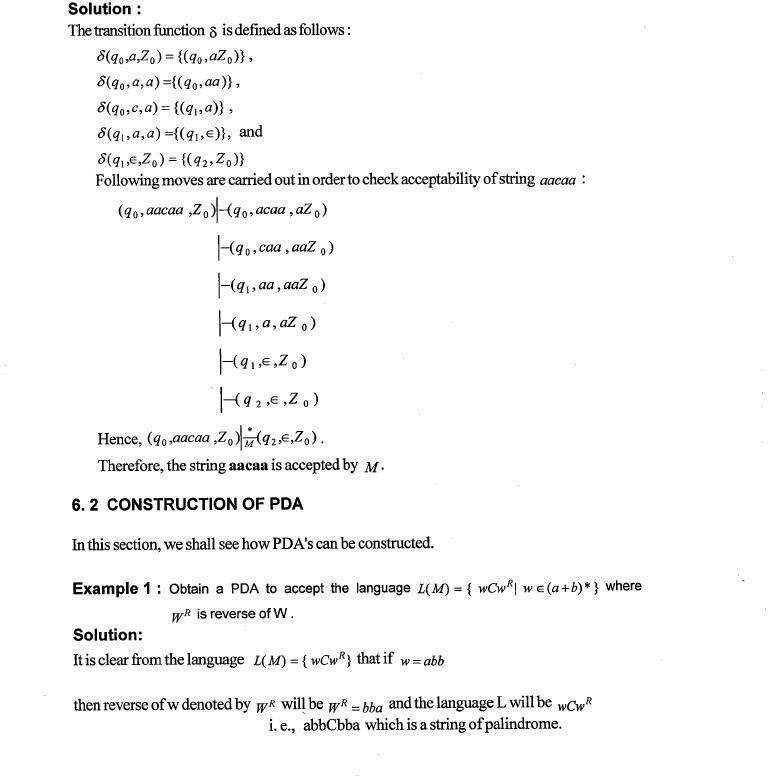 Solution :
The transition function δ is defined as follows :
δ(q₀,a,Z₀) = {(q₀,aZ₀)} ,
δ(q₀,a,a) ={(q₀,aa)} ,
δ(q₀,c,a) = {(q₁,a)} ,
δ(q₁,a,a) ={(q₁,∈)}, and
δ(q₁,∈,Z₀) = {(q₂,Z₀)}
Following moves are carried out in order to check acceptability of string aacaa :
(q₀,aacaa ,Z₀)|–(q₀,acaa ,aZ₀)
|–(q₀,caa ,aaZ₀)
|–(q₁,aa ,aaZ₀)
|–(q₁,a,aZ₀)
|–(q₁,∈,Z₀)
|–(q₂,∈,Z₀)
Hence, (q₀,aacaa ,Z₀)|*–M (q₂,∈,Z₀).
Therefore, the string aacaa is accepted by M.
6. 2 CONSTRUCTION OF PDA
In this section, we shall see how PDA's can be constructed.
Example 1 : Obtain a PDA to accept the language L(M) = { wCwᴿ| w ∈ (a+b)* } where
Wᴿ is reverse of W .
Solution:
It is clear from the language L(M) = { wCwᴿ} that if w = abb
then reverse of w denoted by Wᴿ will be Wᴿ = bba and the language L will be wCwᴿ
i. e., abbCbba which is a string of palindrome.